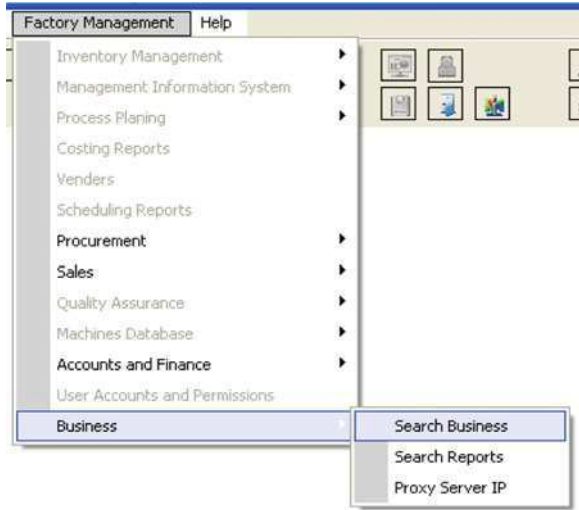 Factory Management Help
Inventory Management
Management Information System
Process Planing
Costing Reports
Venders
Scheduling Reports
Procurement
Sales
Quality Assurance
Machines Database
Accounts and Finance
User Accounts and Permissions
Business
Search Business
Search Reports
Proxy Server IP